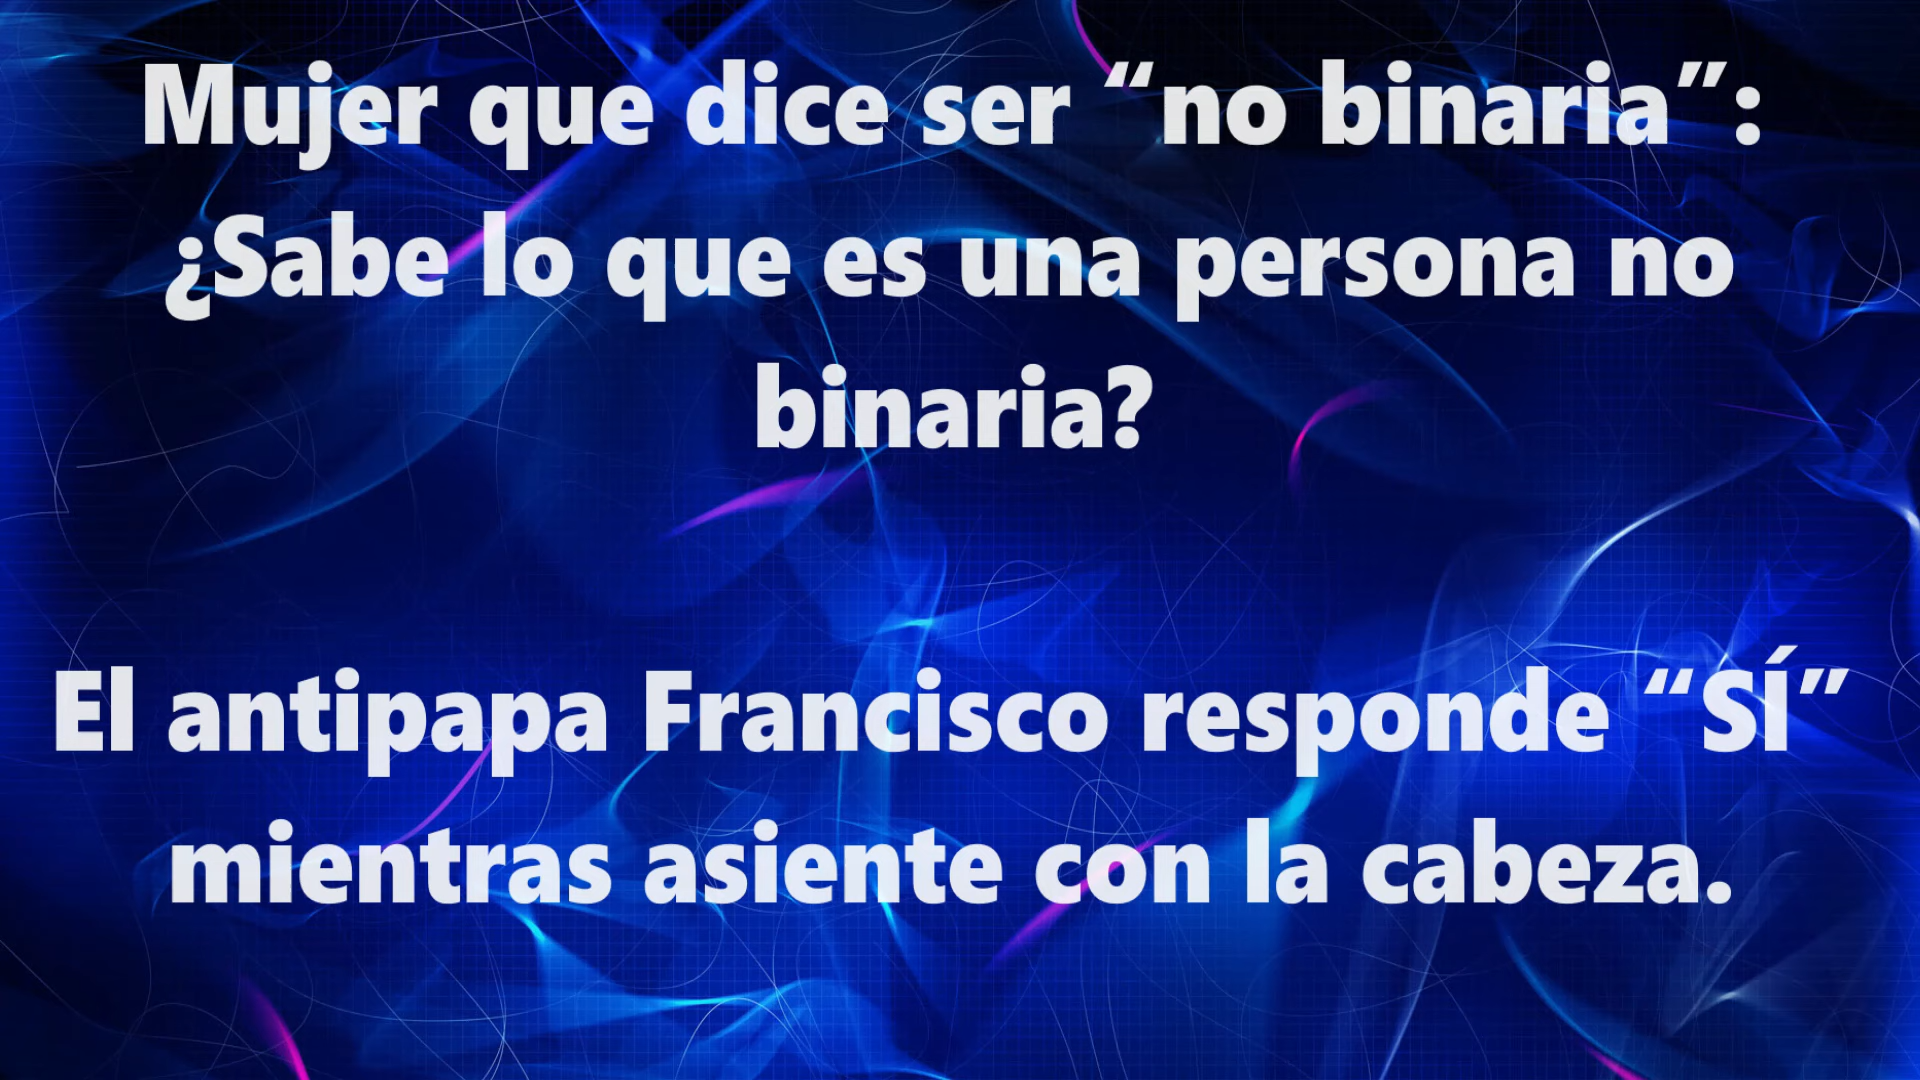 Mujer que dice ser “no binaria”:
¿Sabe lo que es una persona no
binaria?
El antipapa Francisco responde “SÍ”
mientras asiente con la cabeza.